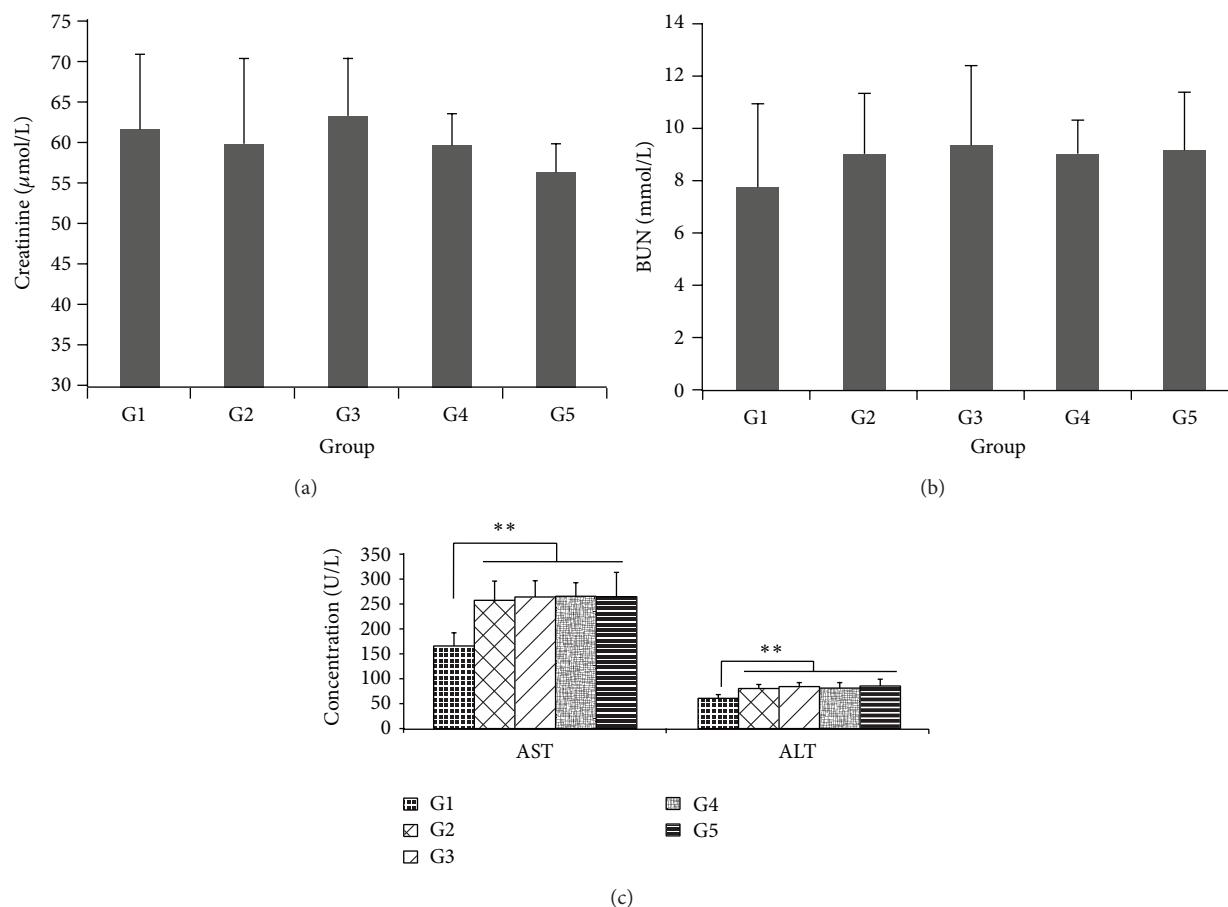 75
70
65
60
55
50
45
40
35
30
Creatinine (μmol/L)
G1 G2 G3 G4 G5
Group
(a)
14
12
10
8
6
4
2
0
BUN (mmol/L)
G1 G2 G3 G4 G5
Group
(b)
350
300
250
200
150
100
50
0
Concentration (U/L)
**
**
AST ALT
G1
G2
G3
G4
G5
(c)